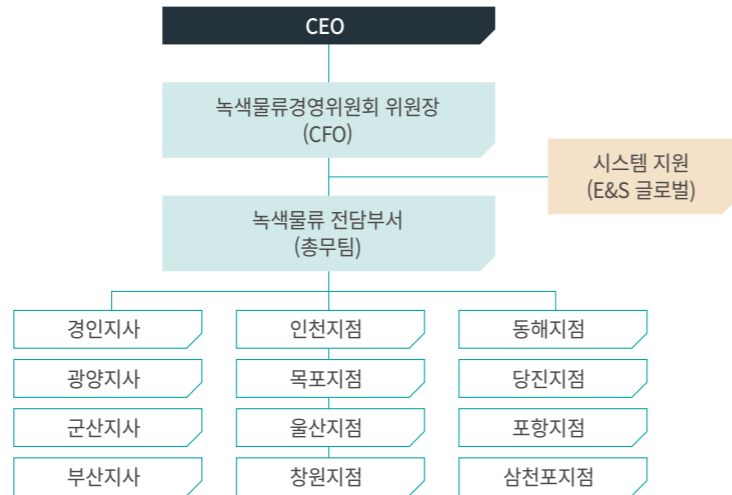 CEO
녹색물류경영위원회 위원장
(CFO)
시스템 지원
(E&S 글로벌)
녹색물류 전담부서
(총무팀)
경인지사
인천지점
동해지점
광양지사
목포지점
당진지점
군산지사
울산지점
포항지점
부산지사
창원지점
삼천포지점